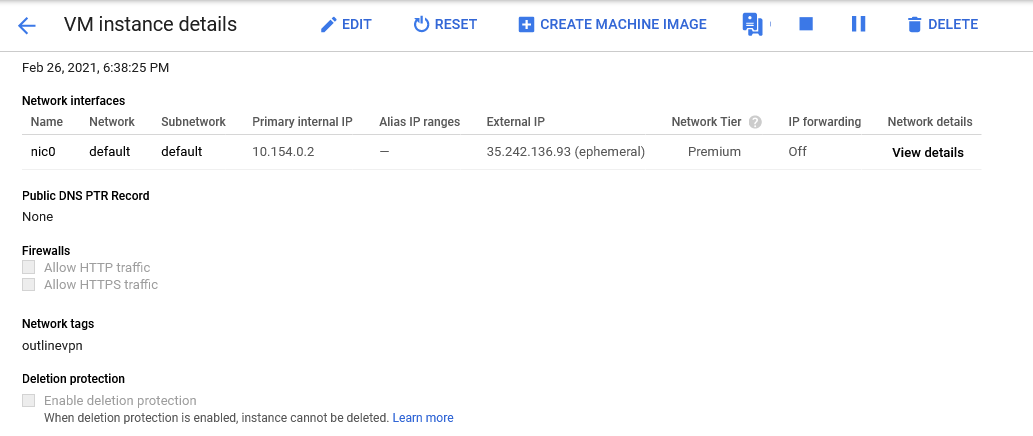 VM instance details EDIT RESET CREATE MACHINE IMAGE DELETE
Feb 26, 2021, 6:38:25 PM
Network interfaces
Name Network Subnetwork Primary internal IP Alias IP ranges External IP Network Tier ? IP forwarding Network details
nic0 default default 10.154.0.2 — 35.242.136.93 (ephemeral) Premium Off View details
Public DNS PTR Record
None
Firewalls
Allow HTTP traffic
Allow HTTPS traffic
Network tags
outlinevpn
Deletion protection
Enable deletion protection
When deletion protection is enabled, instance cannot be deleted. Learn more